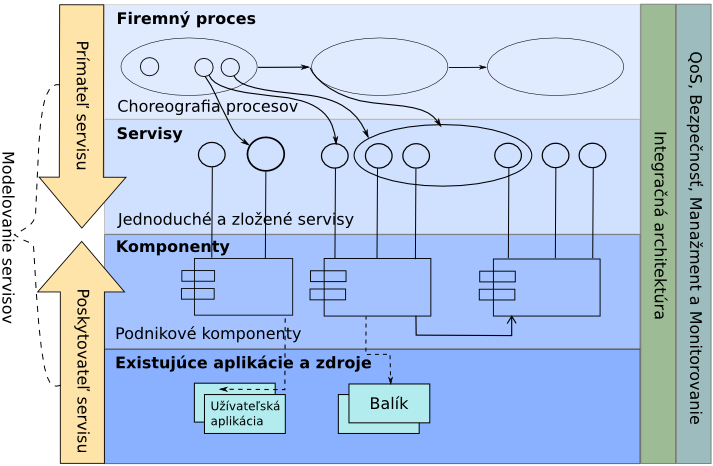 Firemný proces
Choreografia procesov
Servisy
Jednoduché a zložené servisy
Komponenty
Podnikové komponenty
Existujúce aplikácie a zdroje
Užívateľská
aplikácia
Balík
Prímateľ servisu
Poskytovateľ servisu
Modelovanie servisov
Integračná architektúra
QoS, Bezpečnosť, Manažment a Monitorovanie